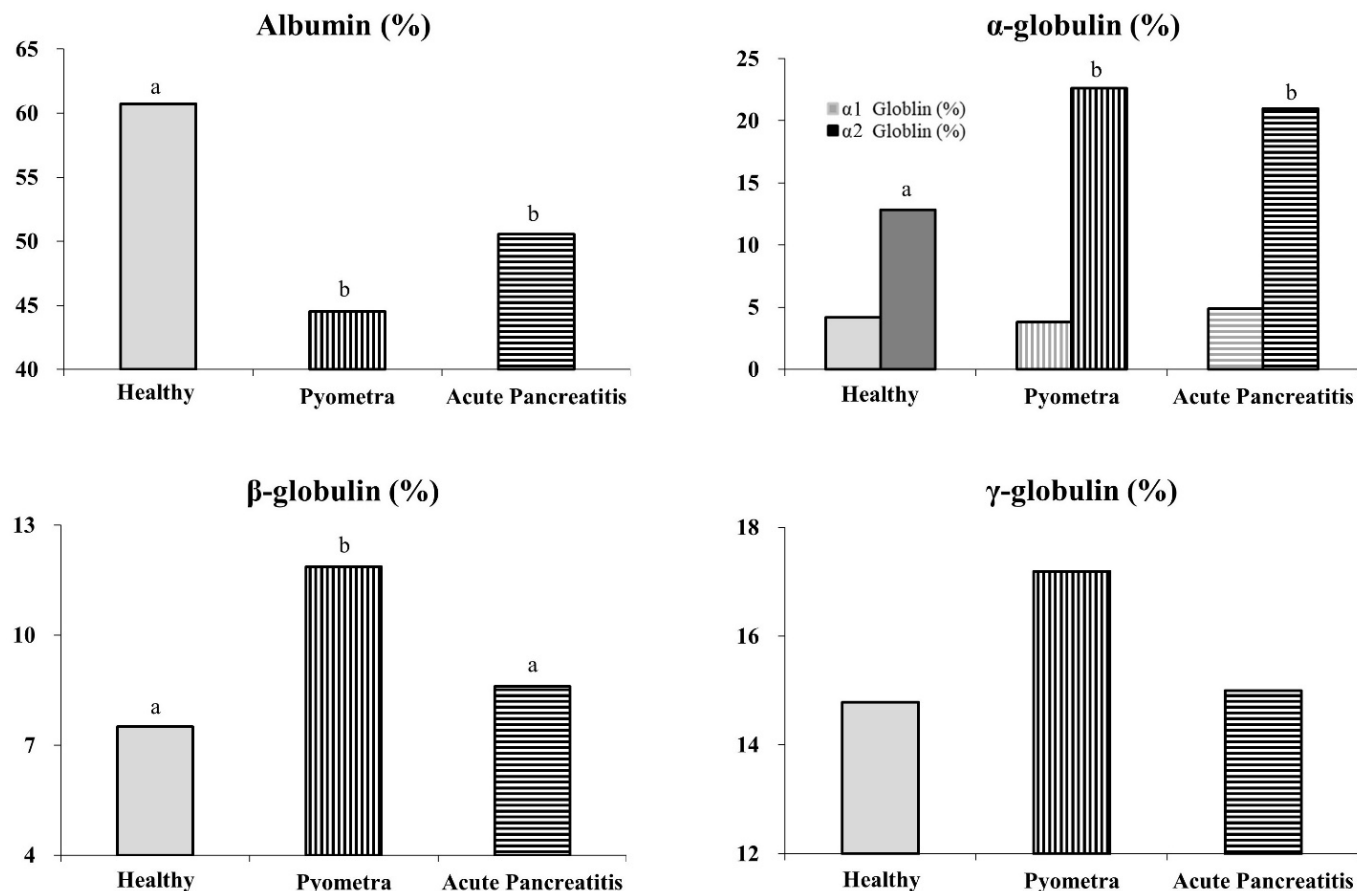 Albumin (%)
65
60
55
50
45
40
a
b
b
Healthy
Pyometra
Acute Pancreatitis
α-globulin (%)
25
20
15
10
5
0
α1 Globlin (%)
α2 Globlin (%)
a
b
b
Healthy
Pyometra
Acute Pancreatitis
β-globulin (%)
13
10
7
4
a
b
a
Healthy
Pyometra
Acute Pancreatitis
γ-globulin (%)
18
16
14
12
Healthy
Pyometra
Acute Pancreatitis